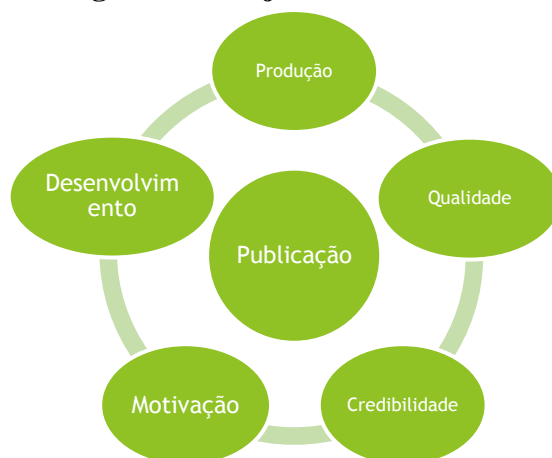 Produção
Desenvolvim
ento
Qualidade
Publicação
Motivação
Credibilidade